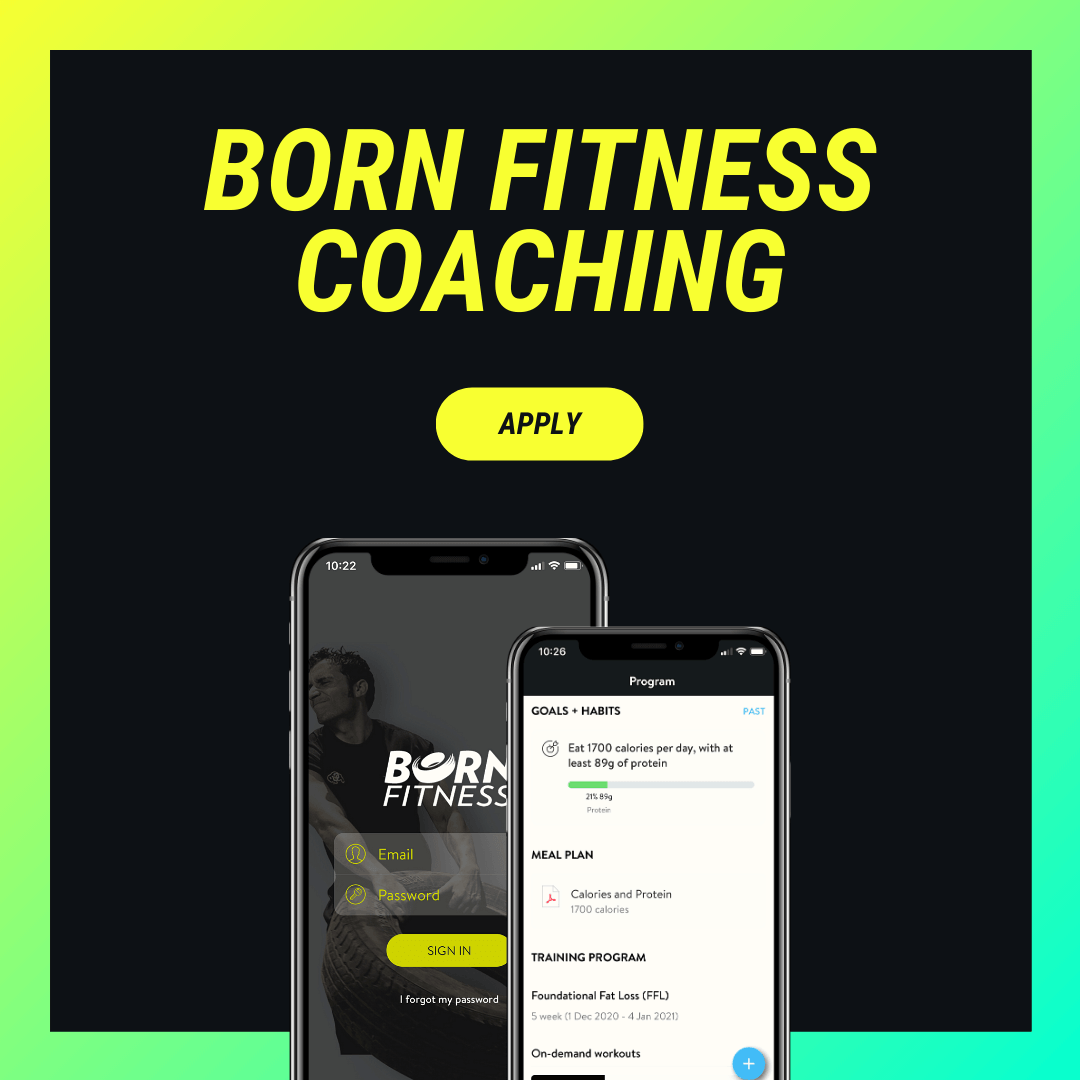 BORN FITNESS
COACHING
APPLY
10:22
BORN
FITNESS
Email
Password
SIGN IN
I forgot my password
10:26
Program
GOALS + HABITS
PAST
Eat 1700 calories per day, with at
least 89g of protein
21% 89g
Protein
MEAL PLAN
Calories and Protein
1700 calories
TRAINING PROGRAM
Foundational Fat Loss (FFL)
5 week (1 Dec 2020 - 4 Jan 2021)
On-demand workouts
+